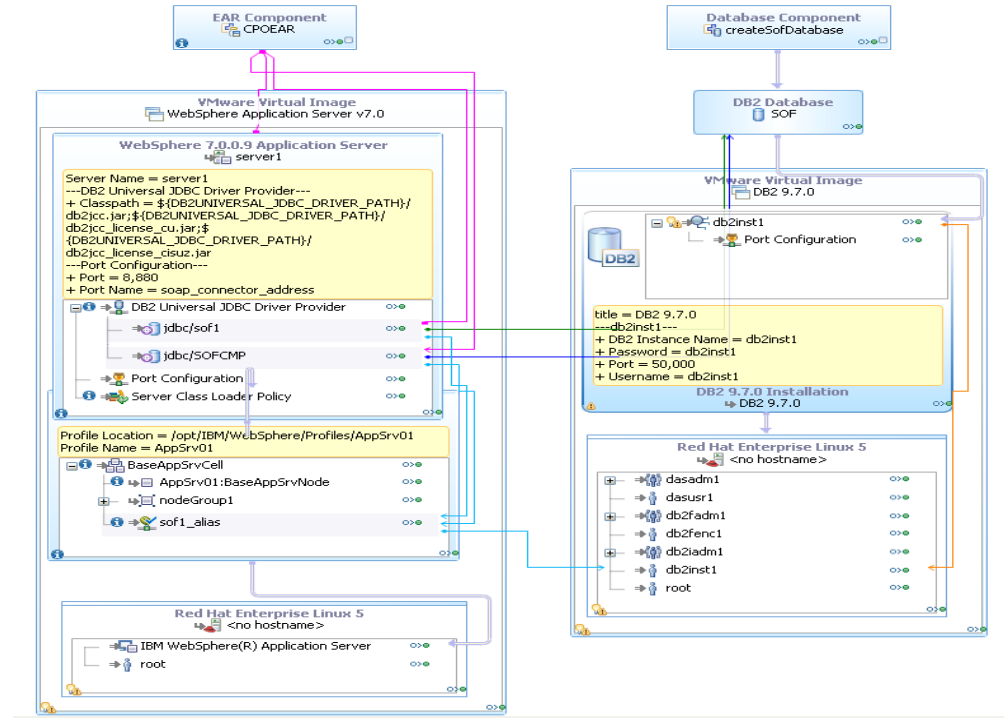 EAR Component
CPOEAR
Database Component
createSofDatabase
VMware Virtual Image
WebSphere Application Server v7.0
WebSphere 7.0.0.9 Application Server
server1
Server Name = server1
---DB2 Universal JDBC Driver Provider---
+ Classpath = ${DB2UNIVERSAL_JDBC_DRIVER_PATH}/
db2jcc.jar;${DB2UNIVERSAL_JDBC_DRIVER_PATH}/
db2jcc_license_cu.jar;$
{DB2UNIVERSAL_JDBC_DRIVER_PATH}/
db2jcc_license_cisuz.jar
---Port Configuration---
+ Port = 8,880
+ Port Name = soap_connector_address
DB2 Universal JDBC Driver Provider
jdbc/sof1
jdbc/SOFCMP
Port Configuration
Server Class Loader Policy
Profile Location = /opt/IBM/WebSphere/Profiles/AppSrv01
Profile Name = AppSrv01
BaseAppSrvCell
AppSrv01:BaseAppSrvNode
nodeGroup1
sof1_alias
Red Hat Enterprise Linux 5
<no hostname>
IBM WebSphere(R) Application Server
root
DB2 Database
SOF
VMware Virtual Image
DB2 9.7.0
db2inst1
Port Configuration
DB2
title = DB2 9.7.0
---db2inst1---
+ DB2 Instance Name = db2inst1
+ Password = db2inst1
+ Port = 50,000
+ Username = db2inst1
DB2 9.7.0 Installation
DB2 9.7.0
Red Hat Enterprise Linux 5
<no hostname>
dasadm1
dasusr1
db2fadm1
db2fenc1
db2iadm1
db2inst1
root